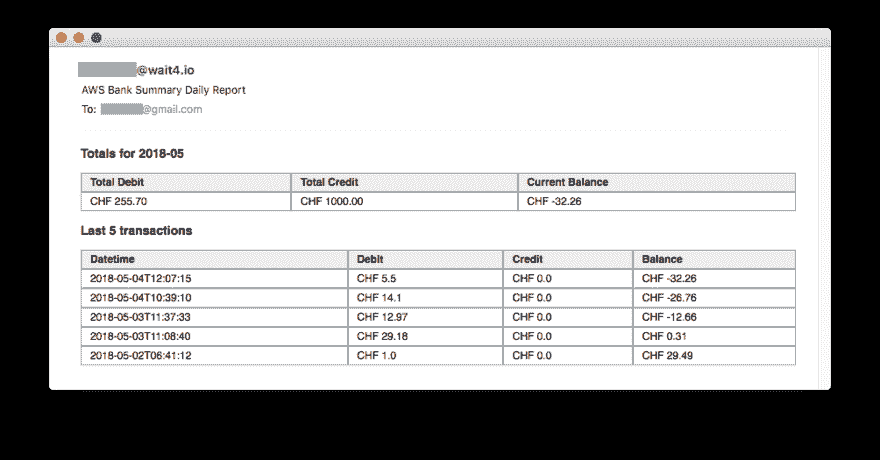 @wait4.io
AWS Bank Summary Daily Report
To: @gmail.com
Totals for 2018-05
Total Debit Total Credit Current Balance
CHF 255.70 CHF 1000.00 CHF -32.26
Last 5 transactions
Datetime Debit Credit Balance
2018-05-04T12:07:15 CHF 5.5 CHF 0.0 CHF -32.26
2018-05-04T10:39:10 CHF 14.1 CHF 0.0 CHF -26.76
2018-05-03T11:37:33 CHF 12.97 CHF 0.0 CHF -12.66
2018-05-03T11:08:40 CHF 29.18 CHF 0.0 CHF 0.31
2018-05-02T06:41:12 CHF 1.0 CHF 0.0 CHF 29.49